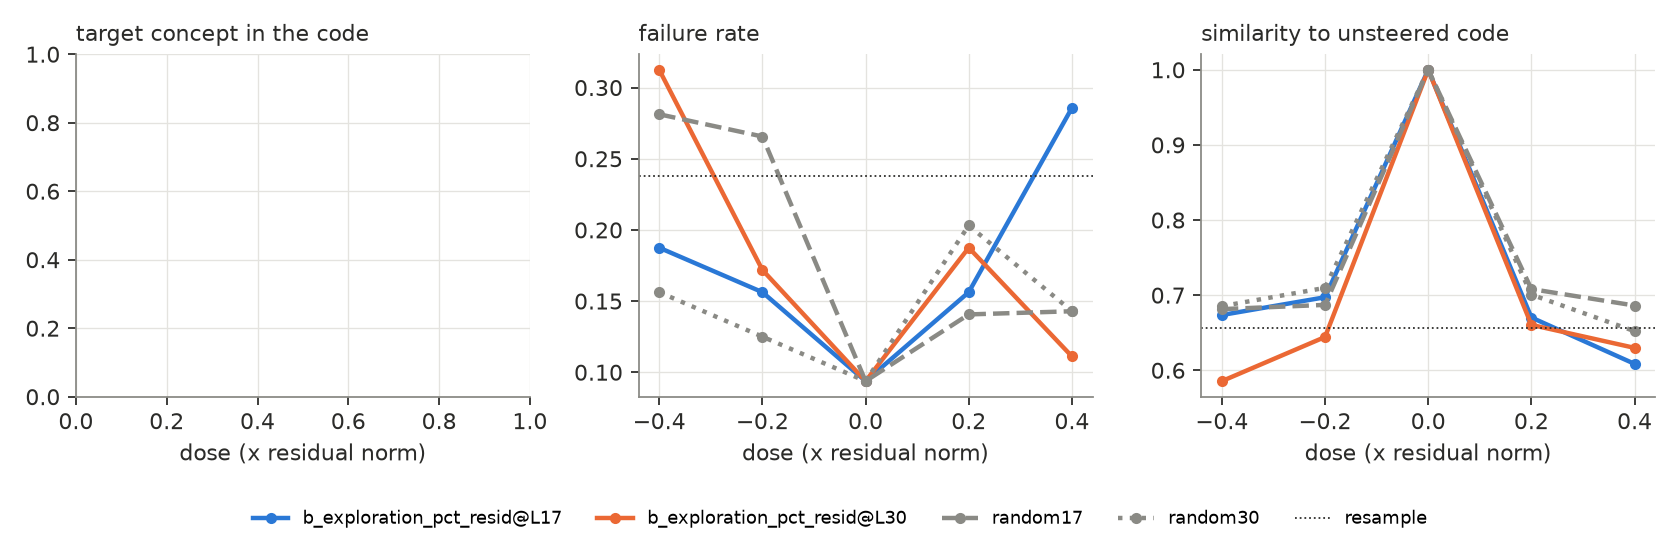 target concept in the code
1.0
0.8
0.6
0.4
0.2
0.0
0.0 0.2 0.4 0.6 0.8 1.0
dose (x residual norm)
failure rate
0.30
0.25
0.20
0.15
0.10
−0.4 −0.2 0.0 0.2 0.4
dose (x residual norm)
similarity to unsteered code
1.0
0.9
0.8
0.7
0.6
−0.4 −0.2 0.0 0.2 0.4
dose (x residual norm)
b_exploration_pct_resid@L17 b_exploration_pct_resid@L30 random17 random30 resample